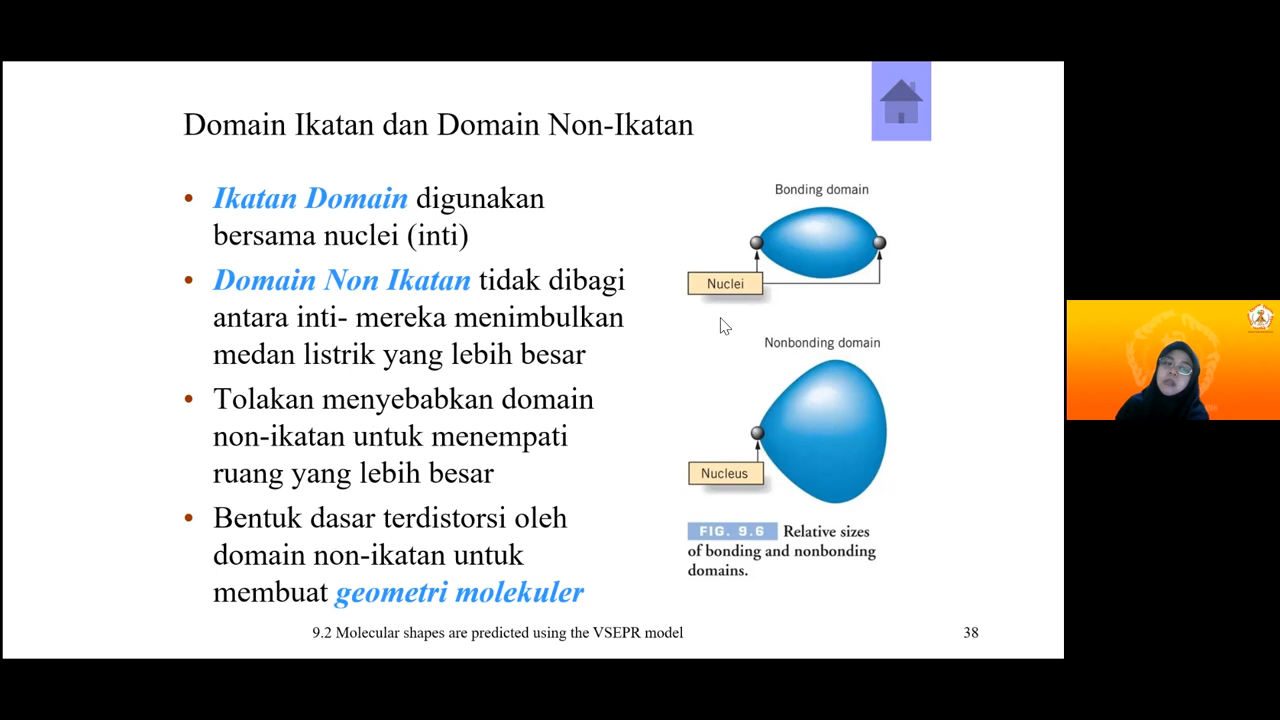 Domain Ikatan dan Domain Non-Ikatan
• Ikatan Domain digunakan
bersama nuclei (inti)
• Domain Non Ikatan tidak dibagi
antara inti- mereka menimbulkan
medan listrik yang lebih besar
• Tolakan menyebabkan domain
non-ikatan untuk menempati
ruang yang lebih besar
• Bentuk dasar terdistorsi oleh
domain non-ikatan untuk
membuat geometri molekuler
Bonding domain
Nuclei
Nonbonding domain
Nucleus
FIG. 9.6 Relative sizes
of bonding and nonbonding
domains.
9.2 Molecular shapes are predicted using the VSEPR model
38